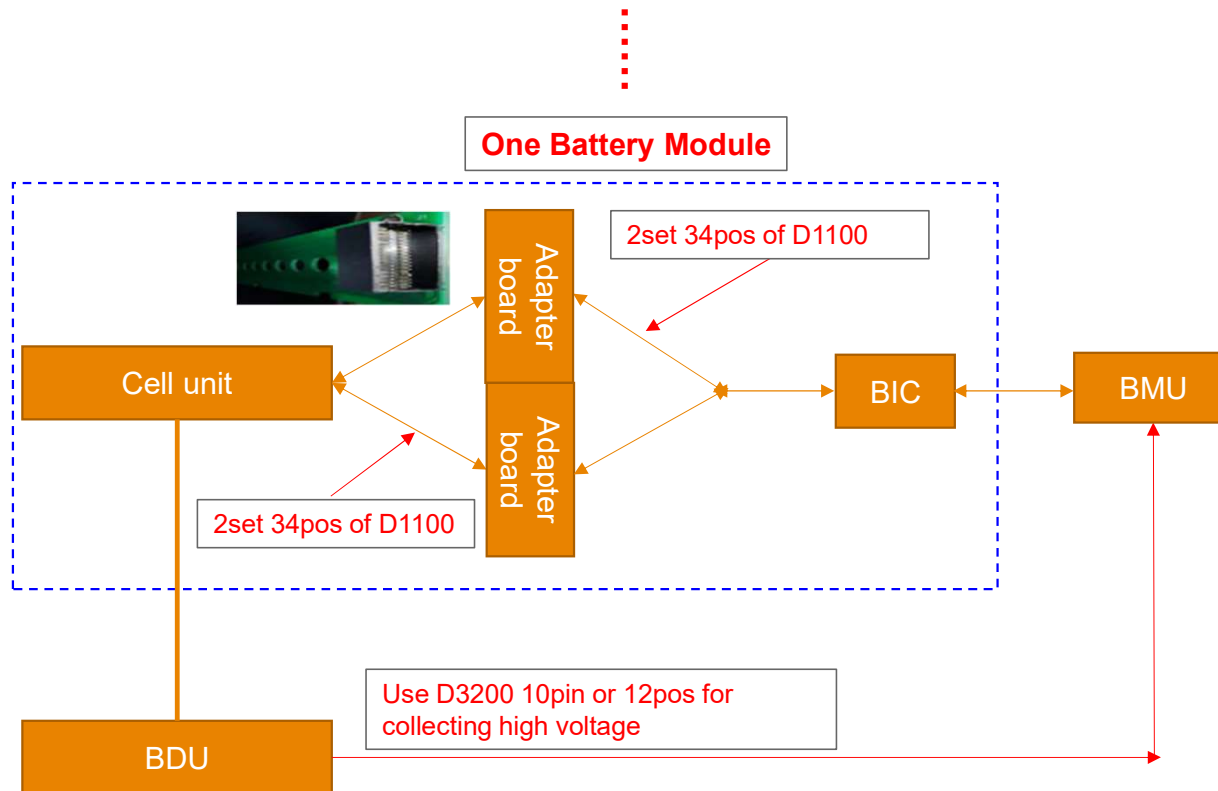 One Battery Module
2set 34pos of D1100
Adapter
board
Cell unit
BIC
BMU
Adapter
board
2set 34pos of D1100
Use D3200 10pin or 12pos for
collecting high voltage
BDU